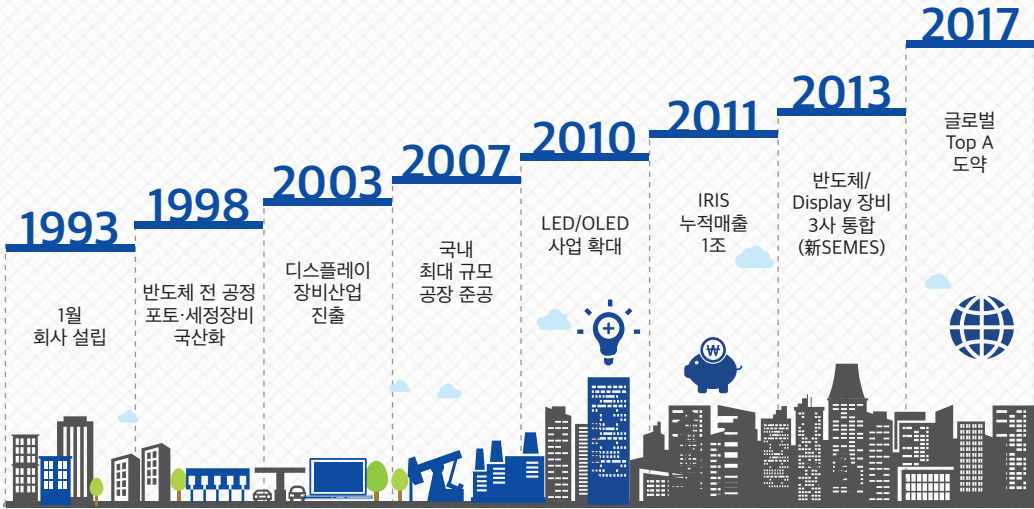 1993
1월
회사 설립
1998
반도체 전 공정
포토·세정장비
국산화
2003
디스플레이
장비산업
진출
2007
국내
최대 규모
공장 준공
2010
LED/OLED
사업 확대
2011
IRIS
누적매출
1조
₩
2013
반도체/
Display 장비
3사 통합
(新SEMES)
2017
글로벌
Top A
도약